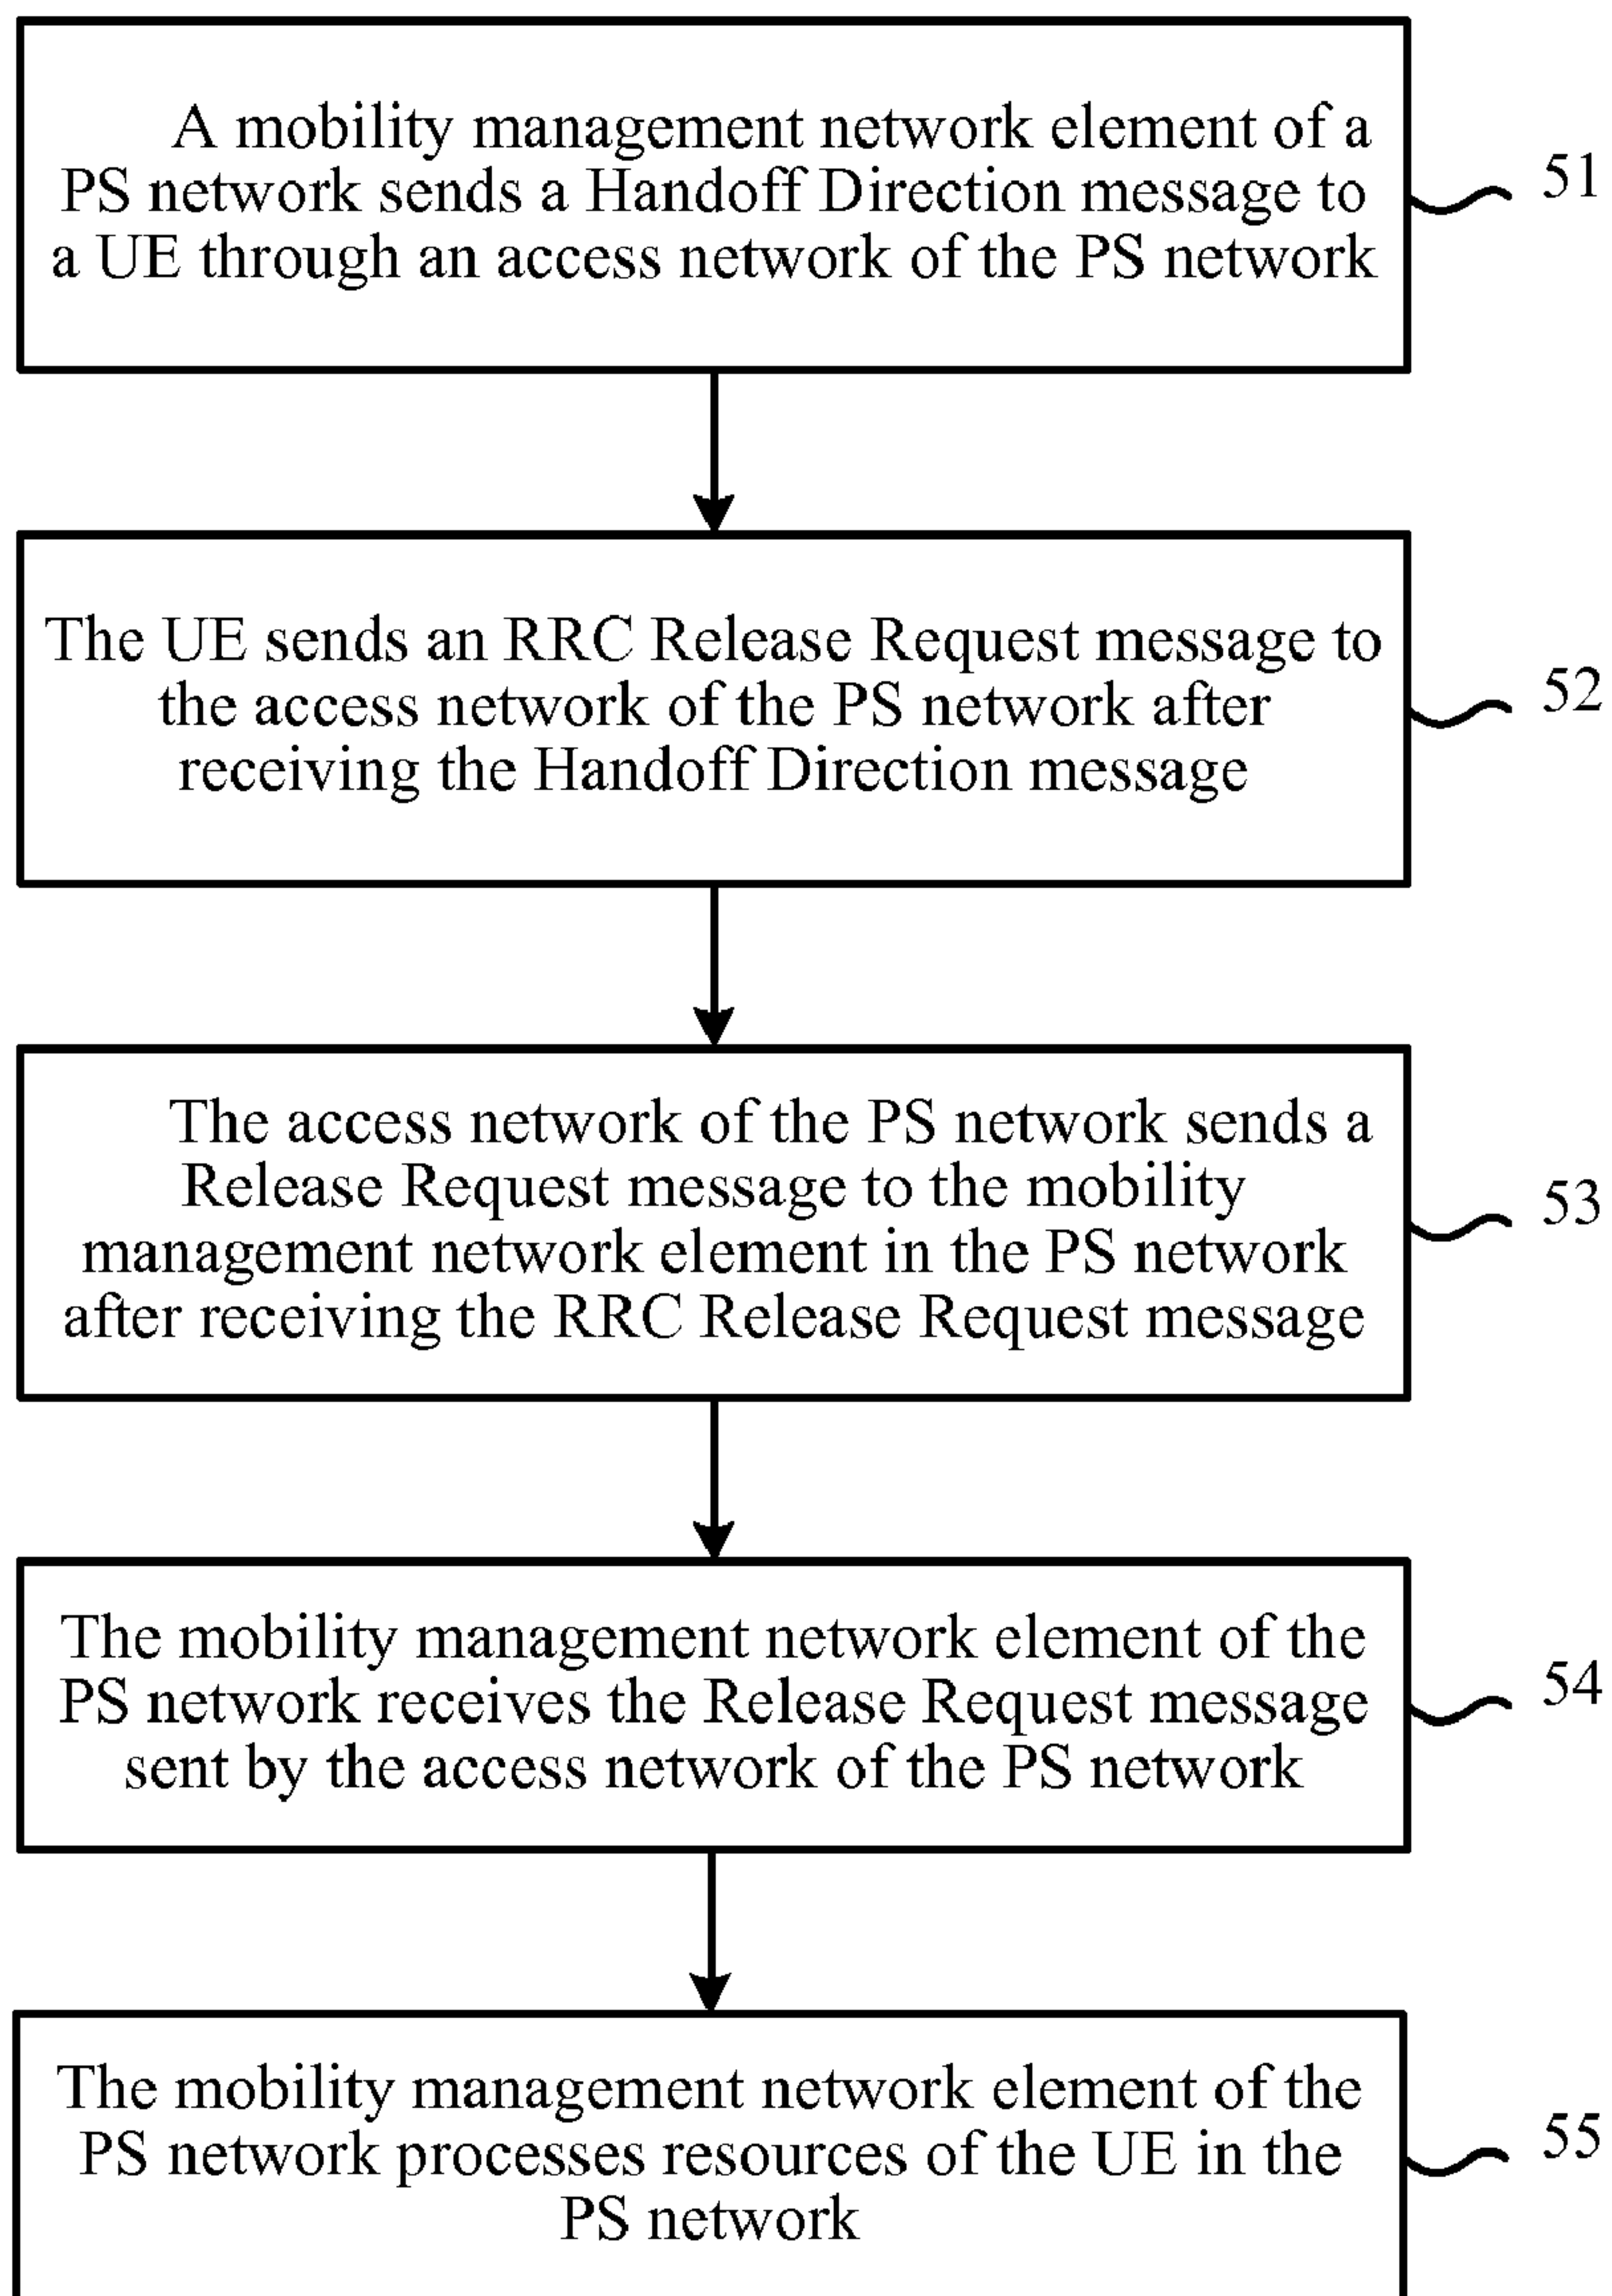 A mobility management network element of a
PS network sends a Handoff Direction message to
a UE through an access network of the PS network
51
The UE sends an RRC Release Request message to
the access network of the PS network after
receiving the Handoff Direction message
52
The access network of the PS network sends a
Release Request message to the mobility
management network element in the PS network
after receiving the RRC Release Request message
53
The mobility management network element of the
PS network receives the Release Request message
sent by the access network of the PS network
54
The mobility management network element of the
PS network processes resources of the UE in the
PS network
55